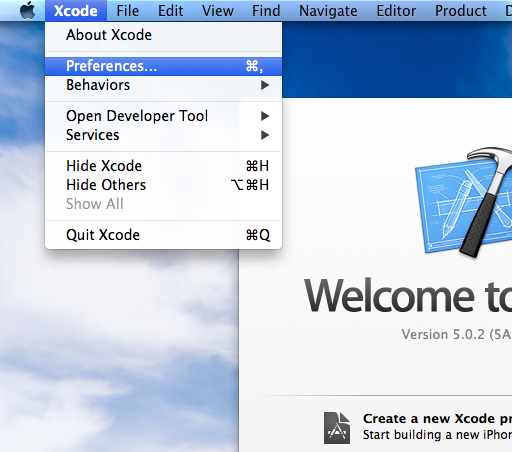 Xcode File Edit View Find Navigate Editor Product
About Xcode
Preferences... ⌘,
Behaviors ▶
Open Developer Tool ▶
Services ▶
Hide Xcode ⌘H
Hide Others ⌥⌘H
Show All
Quit Xcode ⌘Q
Welcome to
Version 5.0.2 (5A
Create a new Xcode pr
Start building a new iPhon